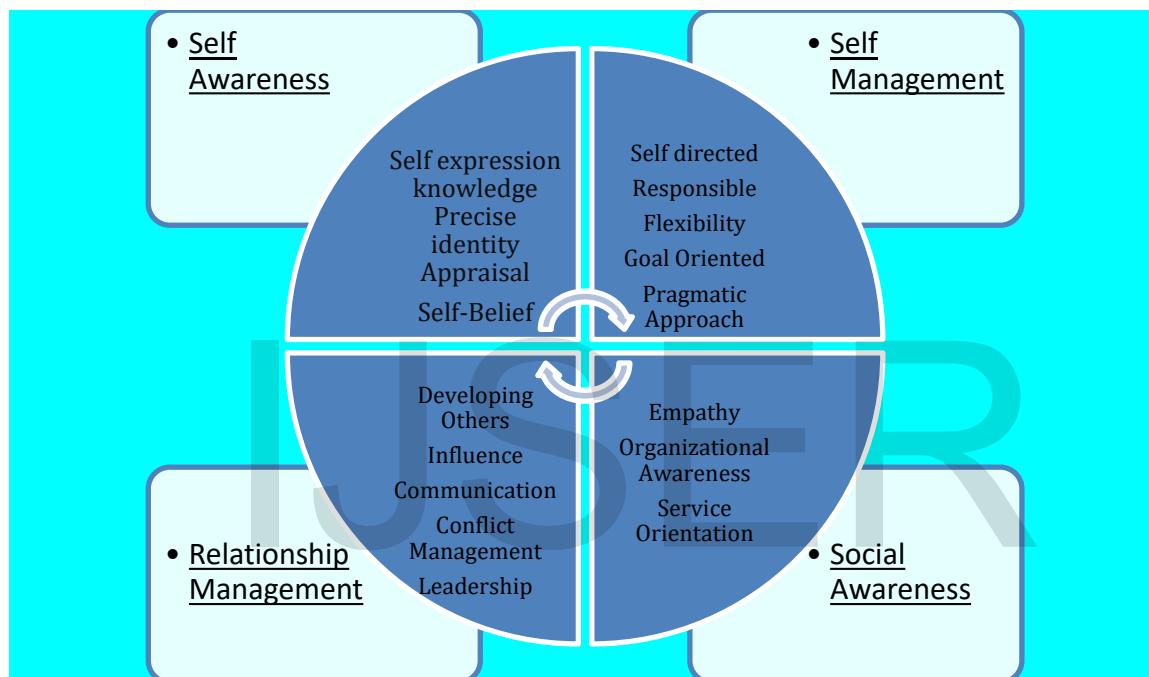 • Self
Awareness
Self expression
knowledge
Precise
identity
Appraisal
Self-Belief
• Self
Management
Self directed
Responsible
Flexibility
Goal Oriented
Pragmatic
Approach
Developing
Others
Influence
Communication
Conflict
Management
Leadership
• Relationship
Management
Empathy
Organizational
Awareness
Service
Orientation
• Social
Awareness
IJSER